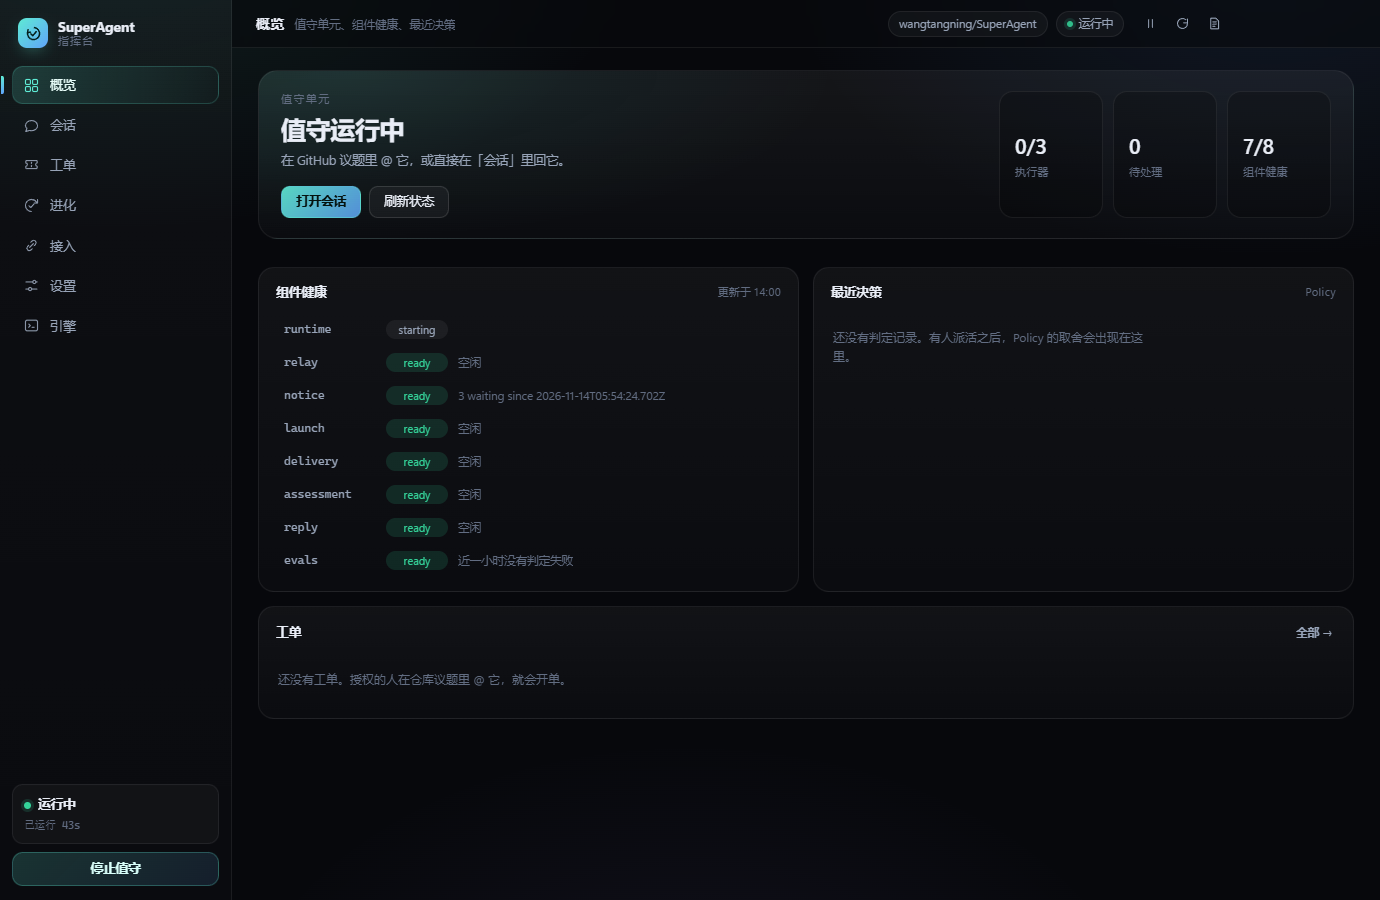 SuperAgent
指挥台
概览
会话
工单
进化
接入
设置
引擎
运行中
已运行 43s
停止值守
概览 值守单元、组件健康、最近决策
wangtangning/SuperAgent
运行中
值守单元
值守运行中
在 GitHub 议题里 @ 它，或直接在「会话」里回它。
打开会话
刷新状态
0/3
执行器
0
待处理
7/8
组件健康
组件健康
更新于 14:00
runtime starting
relay ready 空闲
notice ready 3 waiting since 2026-11-14T05:54:24.702Z
launch ready 空闲
delivery ready 空闲
assessment ready 空闲
reply ready 空闲
evals ready 近一小时没有判定失败
最近决策
Policy
还没有判定记录。有人派活之后，Policy 的取舍会出现在这
里。
工单
全部→
还没有工单。授权的人在仓库议题里 @ 它，就会开单。